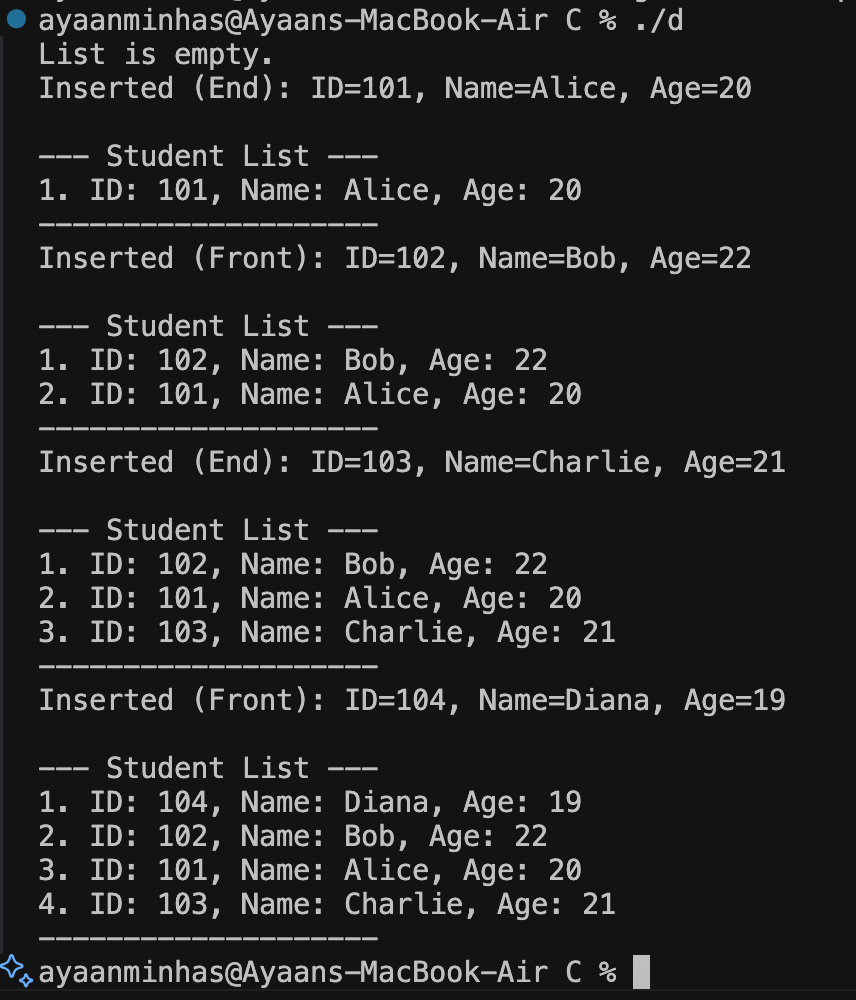 ayaanminhas@Ayaans-MacBook-Air C % ./d
List is empty.
Inserted (End): ID=101, Name=Alice, Age=20

--- Student List ---
1. ID: 101, Name: Alice, Age: 20
--------------------
Inserted (Front): ID=102, Name=Bob, Age=22

--- Student List ---
1. ID: 102, Name: Bob, Age: 22
2. ID: 101, Name: Alice, Age: 20
--------------------
Inserted (End): ID=103, Name=Charlie, Age=21

--- Student List ---
1. ID: 102, Name: Bob, Age: 22
2. ID: 101, Name: Alice, Age: 20
3. ID: 103, Name: Charlie, Age: 21
--------------------
Inserted (Front): ID=104, Name=Diana, Age=19

--- Student List ---
1. ID: 104, Name: Diana, Age: 19
2. ID: 102, Name: Bob, Age: 22
3. ID: 101, Name: Alice, Age: 20
4. ID: 103, Name: Charlie, Age: 21
--------------------
ayaanminhas@Ayaans-MacBook-Air C %